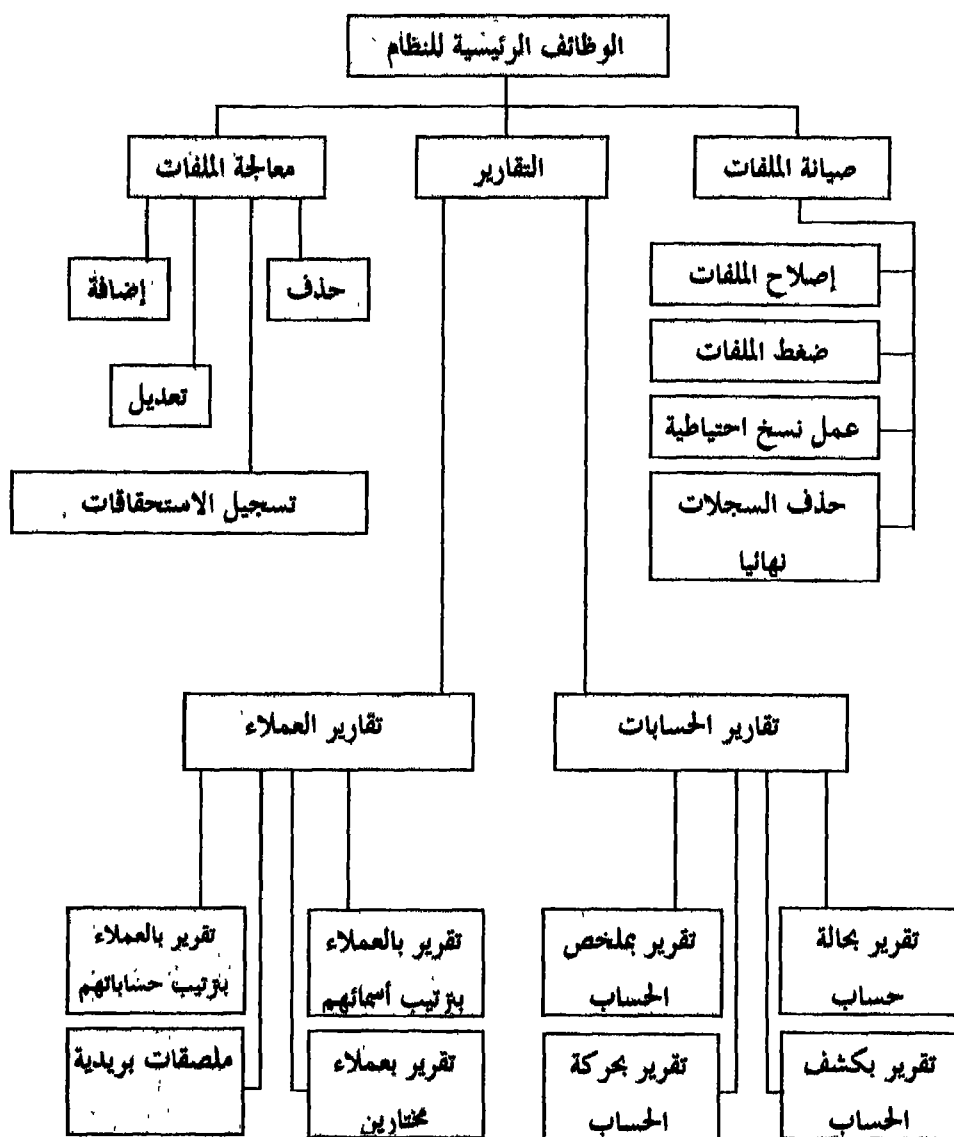 الوظائف الرئيسية للنظام
صيانة الملفات
التقارير
معالجة الملفات
إصلاح الملفات
ضغط الملفات
عمل نسخ احتياطية
حذف السجلات
نهائيا
حذف
إضافة
تعديل
تسجيل الاستحقاقات
تقارير الحسابات
تقارير العملاء
تقرير بحالة
حساب
تقرير بملخص
الحساب
تقرير بالعملاء
بترتيب أسمائهم
تقرير بالعملاء
بترتيب حساباتهم
تقرير بكشف
الحساب
تقرير بحركة
الحساب
تقرير بعملاء
مختارين
ملصقات بريدية